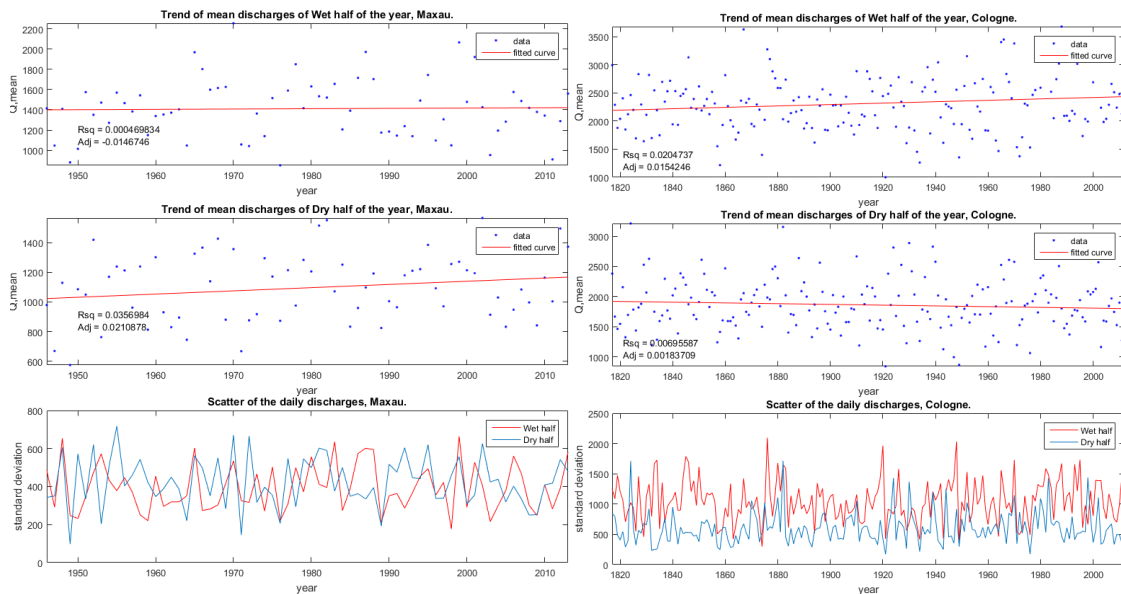 Trend of mean discharges of Wet half of the year, Maxau.
2200
2000
1800
1600
1400
1200
1000
Q,mean
data
fitted curve
Rsq = 0.000469834
Adj = -0.0146746
1950
1960
1970
1980
1990
2000
2010
year
Trend of mean discharges of Dry half of the year, Maxau.
1400
1200
1000
800
600
Q,mean
data
fitted curve
Rsq = 0.0356984
Adj = 0.0210878
1950
1960
1970
1980
1990
2000
2010
year
Scatter of the daily discharges, Maxau.
800
600
400
200
0
standard deviation
Wet half
Dry half
1950
1960
1970
1980
1990
2000
2010
year
Trend of mean discharges of Wet half of the year, Cologne.
3500
3000
2500
2000
1500
1000
Q,mean
data
fitted curve
Rsq = 0.0204737
Adj = 0.0154246
1820
1840
1860
1880
1900
1920
1940
1960
1980
2000
year
Trend of mean discharges of Dry half of the year, Cologne.
3000
2500
2000
1500
1000
Q,mean
data
fitted curve
Rsq = 0.00695587
Adj = 0.00183709
1820
1840
1860
1880
1900
1920
1940
1960
1980
2000
year
Scatter of the daily discharges, Cologne.
2500
2000
1500
1000
500
0
standard deviation
Wet half
Dry half
1820
1840
1860
1880
1900
1920
1940
1960
1980
2000
year